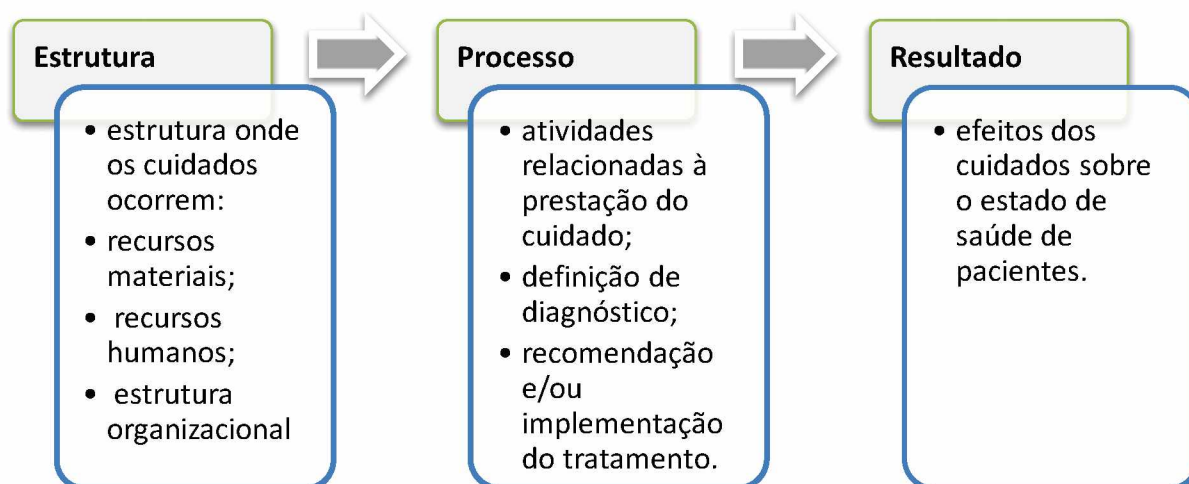 Estrutura
• estrutura onde
os cuidados
ocorrem:
• recursos
materiais;
• recursos
humanos;
• estrutura
organizacional
Processo
• atividades
relacionadas à
prestação do
cuidado;
• definição de
diagnóstico;
• recomendação
e/ou
implementação
do tratamento.
Resultado
• efeitos dos
cuidados sobre
o estado de
saúde de
pacientes.